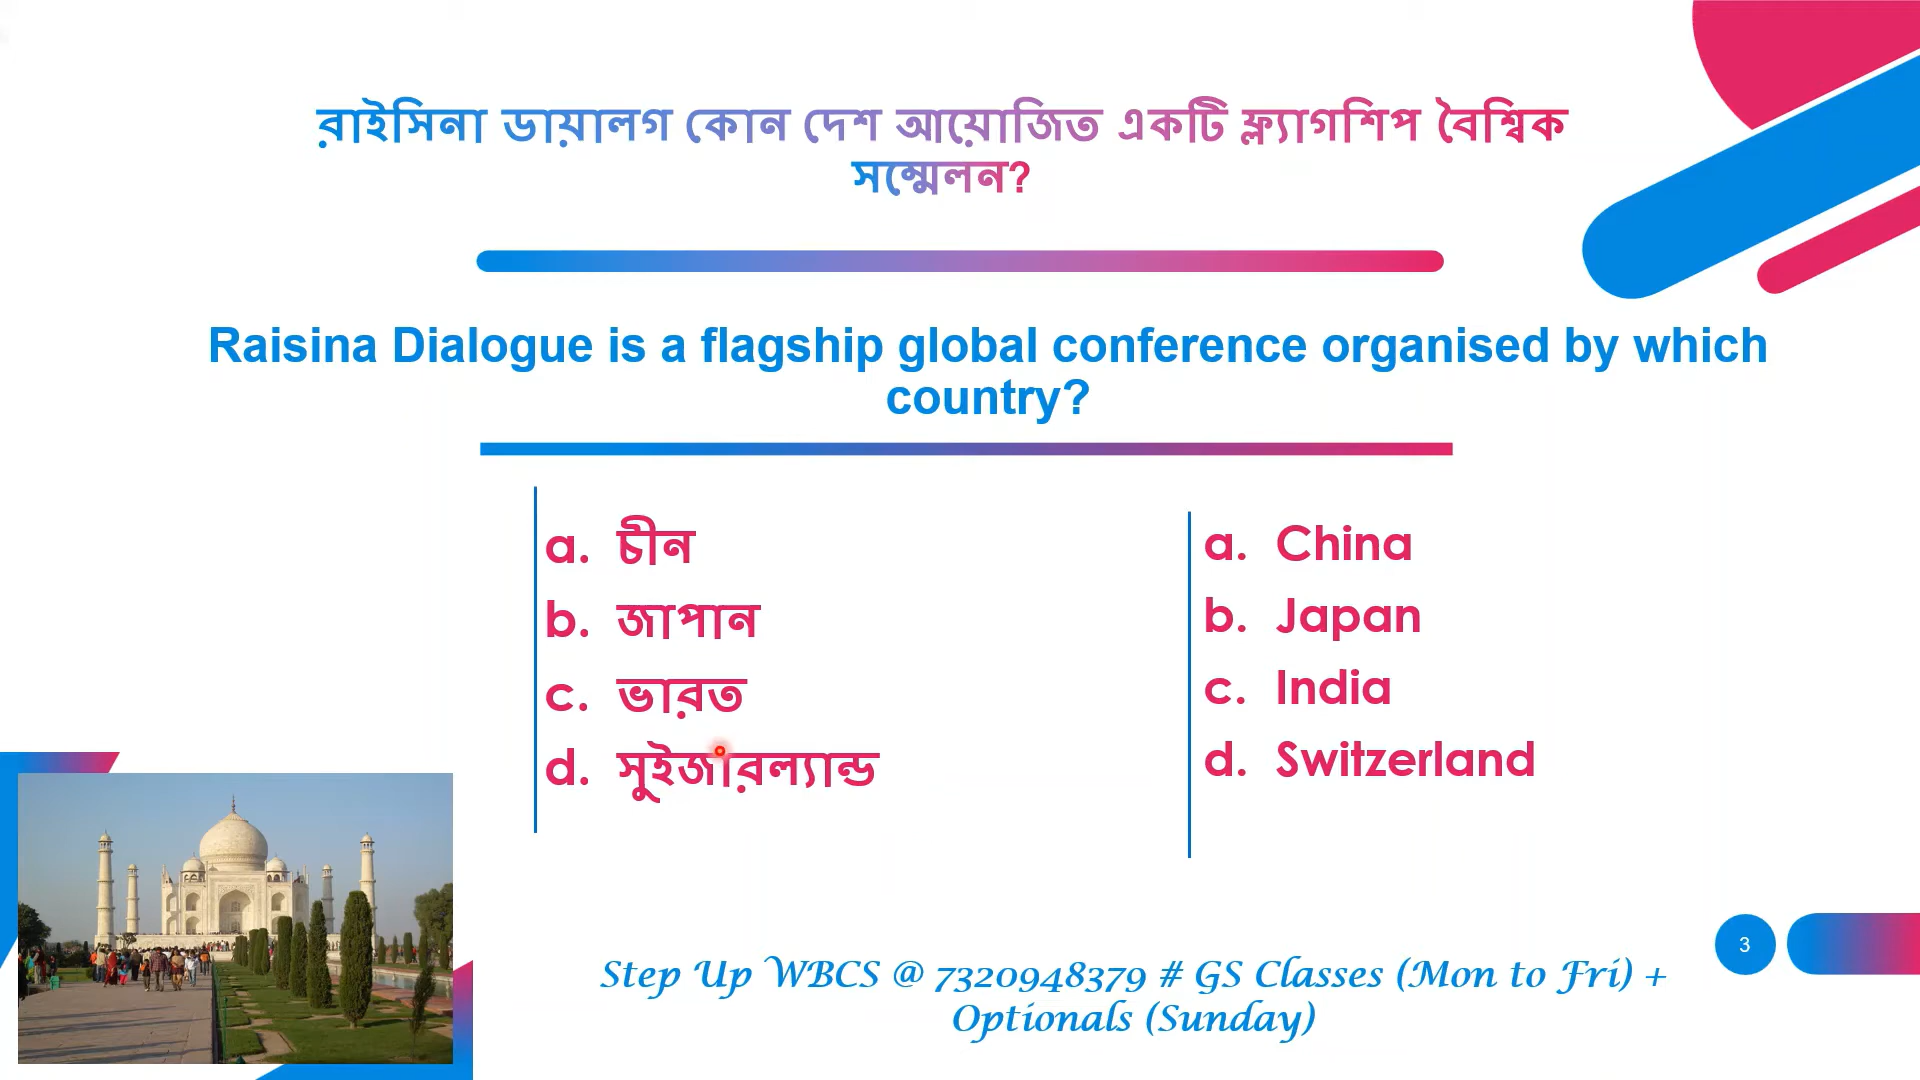 রাইসিনা ডায়ালগ কোন দেশ আয়োজিত একটি ফ্ল্যাগশিপ বৈশ্বিক
সম্মেলন?
Raisina Dialogue is a flagship global conference organised by which
country?
a. চীন
b. জাপান
c. ভারত
d. সুইজারল্যান্ড
a. China
b. Japan
c. India
d. Switzerland
3
Step Up WBCS @ 7320948379 # GS Classes (Mon to Fri) +
Optionals (Sunday)